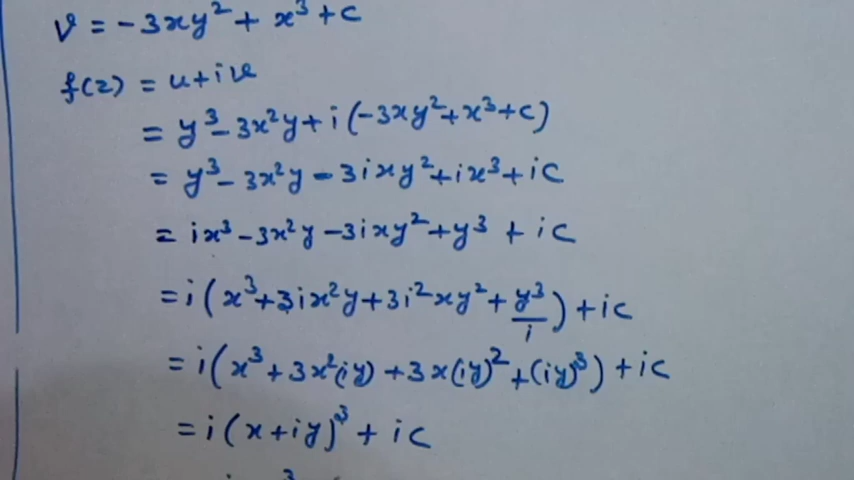 v = -3xy² + x³ + c
f(z) = u+iv
= y³ - 3x²y + i(-3xy² + x³ + c)
= y³ - 3x²y - 3ixy² + ix³ + ic
= ix³ - 3x²y - 3ixy² + y³ + ic
= i(x³ + 3ix²y + 3i²xy² + y³/i) + ic
= i(x³ + 3x²(iy) + 3x(iy)² + (iy)³) + ic
= i(x+iy)³ + ic